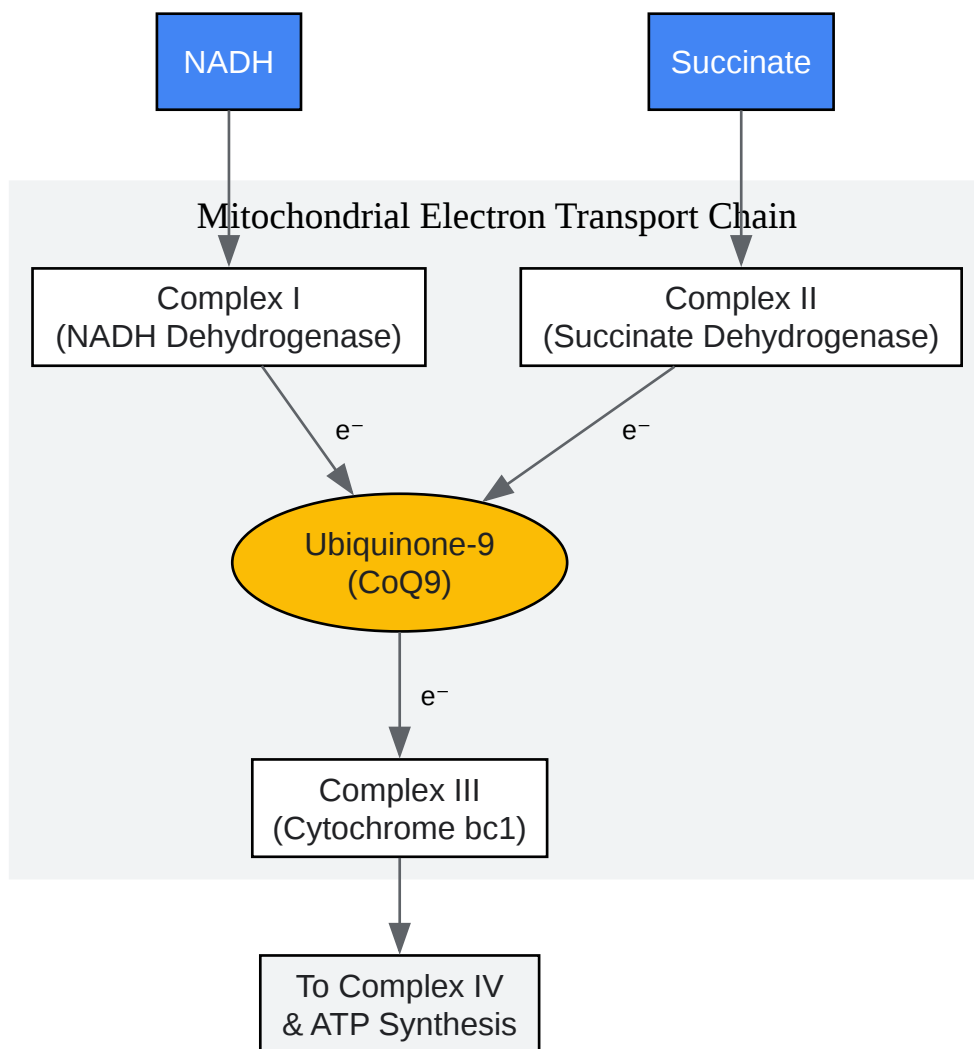 NADH
Succinate
Mitochondrial Electron Transport Chain
Complex I
(NADH Dehydrogenase)
Complex II
(Succinate Dehydrogenase)
e⁻
e⁻
Ubiquinone-9
(CoQ9)
e⁻
Complex III
(Cytochrome bc1)
To Complex IV
& ATP Synthesis